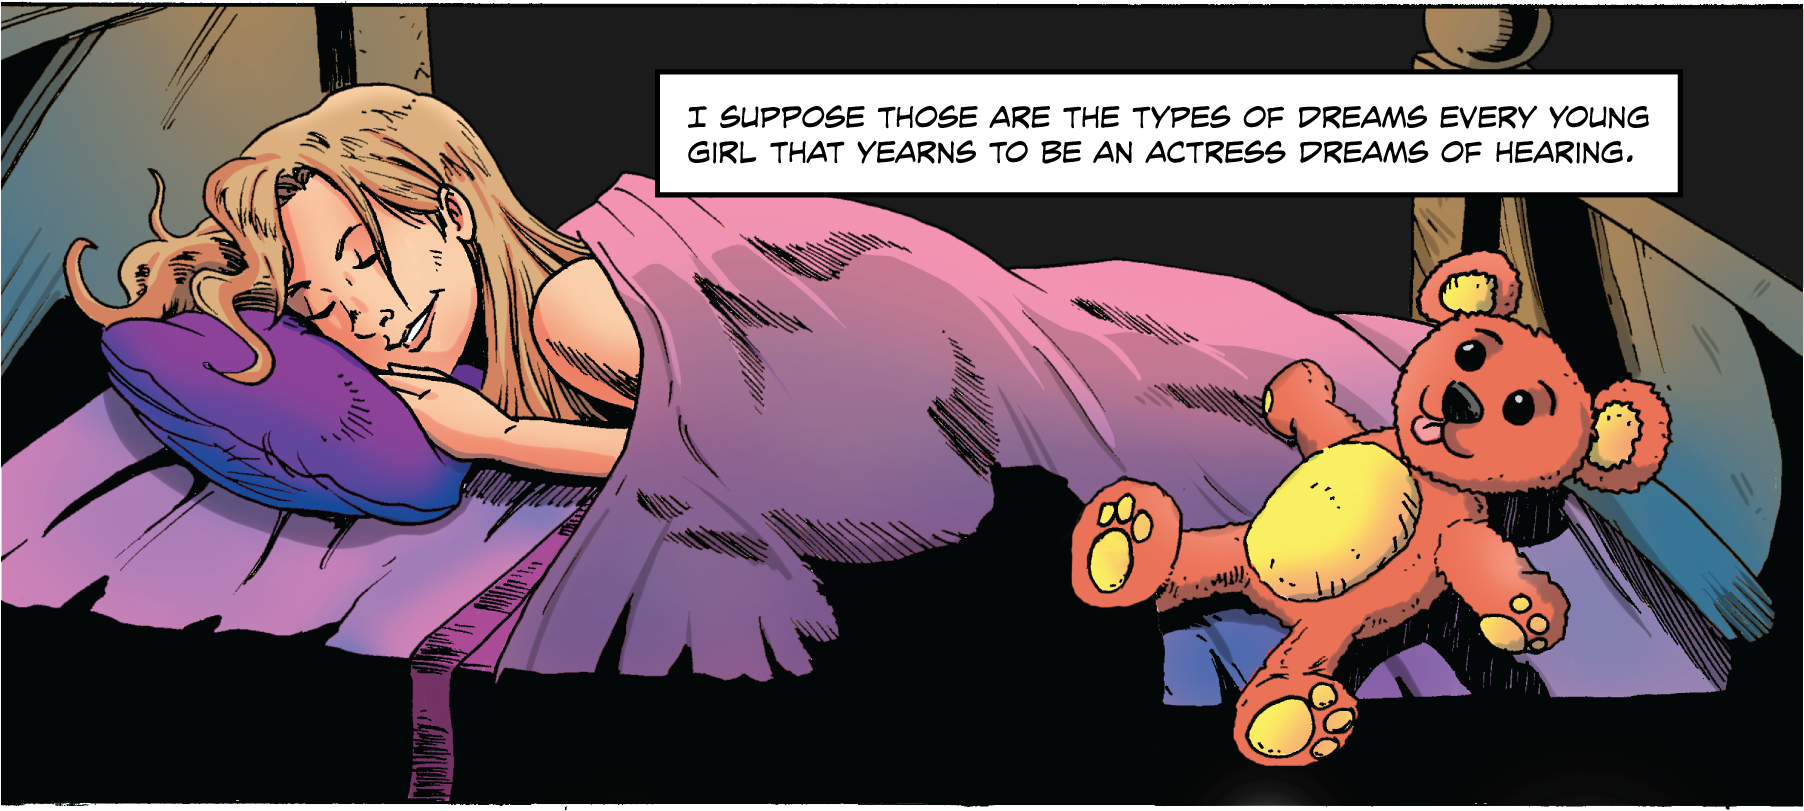 I SUPPOSE THOSE ARE THE TYPES OF DREAMS EVERY YOUNG
GIRL THAT YEARNS TO BE AN ACTRESS DREAMS OF HEARING.